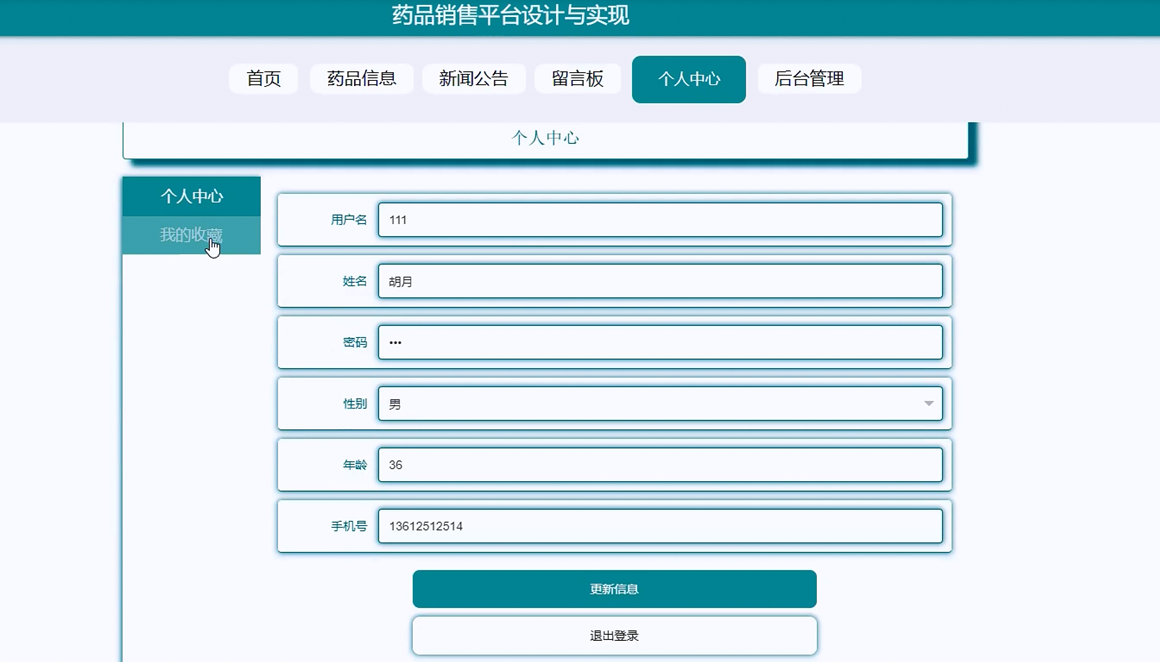 药品销售平台设计与实现
首页 药品信息 新闻公告 留言板 个人中心 后台管理
个人中心
个人中心
我的收藏
用户名 111
姓名 胡月
密码 •••
性别 男
年龄 36
手机号 13612512514
更新信息
退出登录